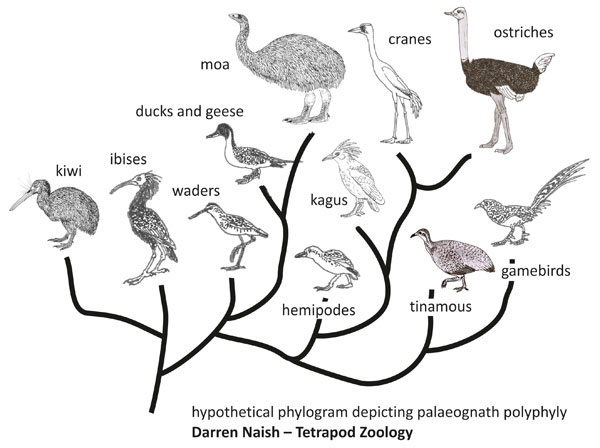 moa
cranes
ostriches
ducks and geese
kiwi
ibises
waders
kagus
hemipodes
tinamous
gamebirds
hypothetical phylogram depicting palaeognath polyphyly
Darren Naish – Tetrapod Zoology